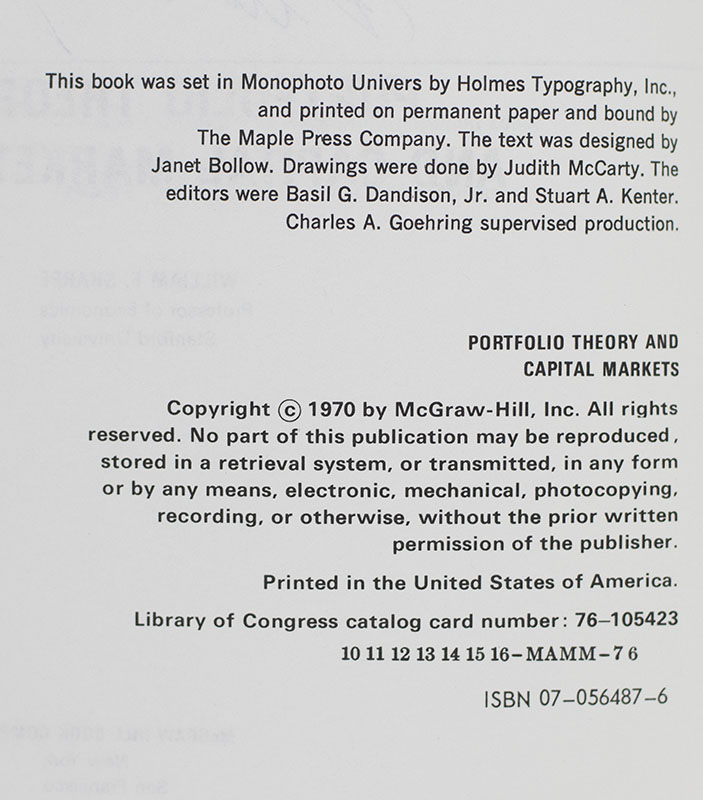 This book was set in Monophoto Univers by Holmes Typography, Inc.,
and printed on permanent paper and bound by
The Maple Press Company. The text was designed by
Janet Bollow. Drawings were done by Judith McCarty. The
editors were Basil G. Dandison, Jr. and Stuart A. Kenter.
Charles A. Goehring supervised production.
PORTFOLIO THEORY AND
CAPITAL MARKETS
Copyright © 1970 by McGraw-Hill, Inc. All rights
reserved. No part of this publication may be reproduced,
stored in a retrieval system, or transmitted, in any form
or by any means, electronic, mechanical, photocopying,
recording, or otherwise, without the prior written
permission of the publisher.
Printed in the United States of America.
Library of Congress catalog card number: 76–105423
10 11 12 13 14 15 16–MAMM–7 6
ISBN 07–056487–6